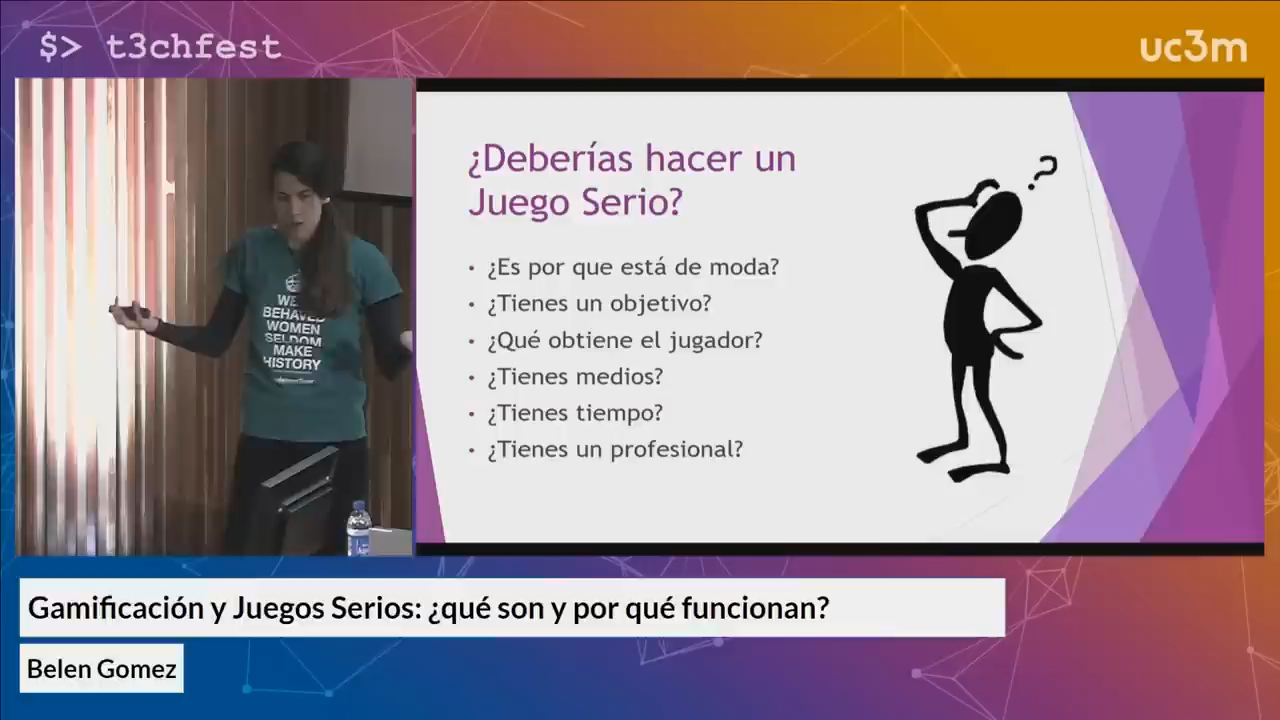 $> t3chfest
uc3m
WE
BEHAVED
WOMEN
SELDOM
MAKE
HISTORY
¿Deberías hacer un
Juego Serio?
• ¿Es por que está de moda?
• ¿Tienes un objetivo?
• ¿Qué obtiene el jugador?
• ¿Tienes medios?
• ¿Tienes tiempo?
• ¿Tienes un profesional?
?
Gamificación y Juegos Serios: ¿qué son y por qué funcionan?
Belen Gomez